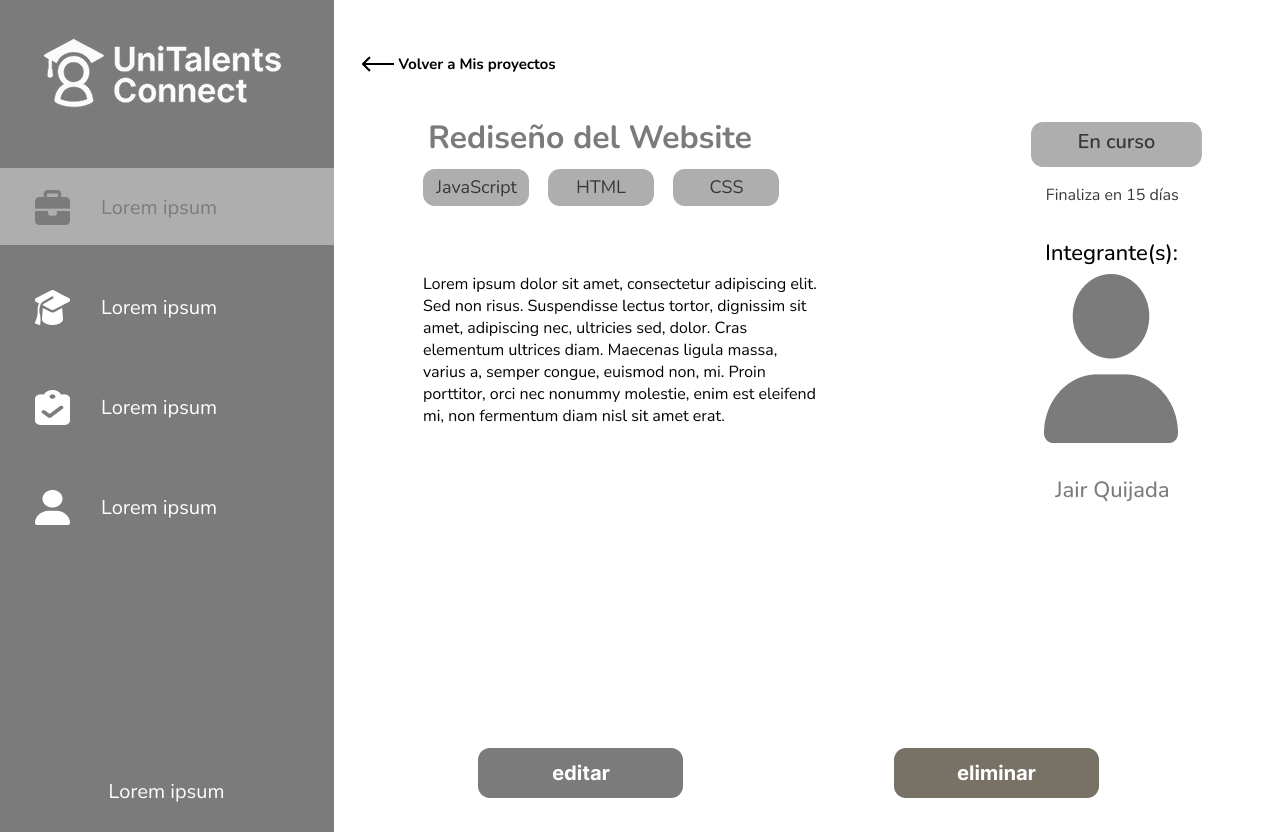 UniTalents
Connect
Lorem ipsum
Lorem ipsum
Lorem ipsum
Lorem ipsum
Lorem ipsum
Volver a Mis proyectos
Rediseño del Website
JavaScript
HTML
CSS
Lorem ipsum dolor sit amet, consectetur adipiscing elit.
Sed non risus. Suspendisse lectus tortor, dignissim sit
amet, adipiscing nec, ultricies sed, dolor. Cras
elementum ultrices diam. Maecenas ligula massa,
varius a, semper congue, euismod non, mi. Proin
porttitor, orci nec nonummy molestie, enim est eleifend
mi, non fermentum diam nisl sit amet erat.
En curso
Finaliza en 15 días
Integrante(s):
Jair Quijada
editar
eliminar